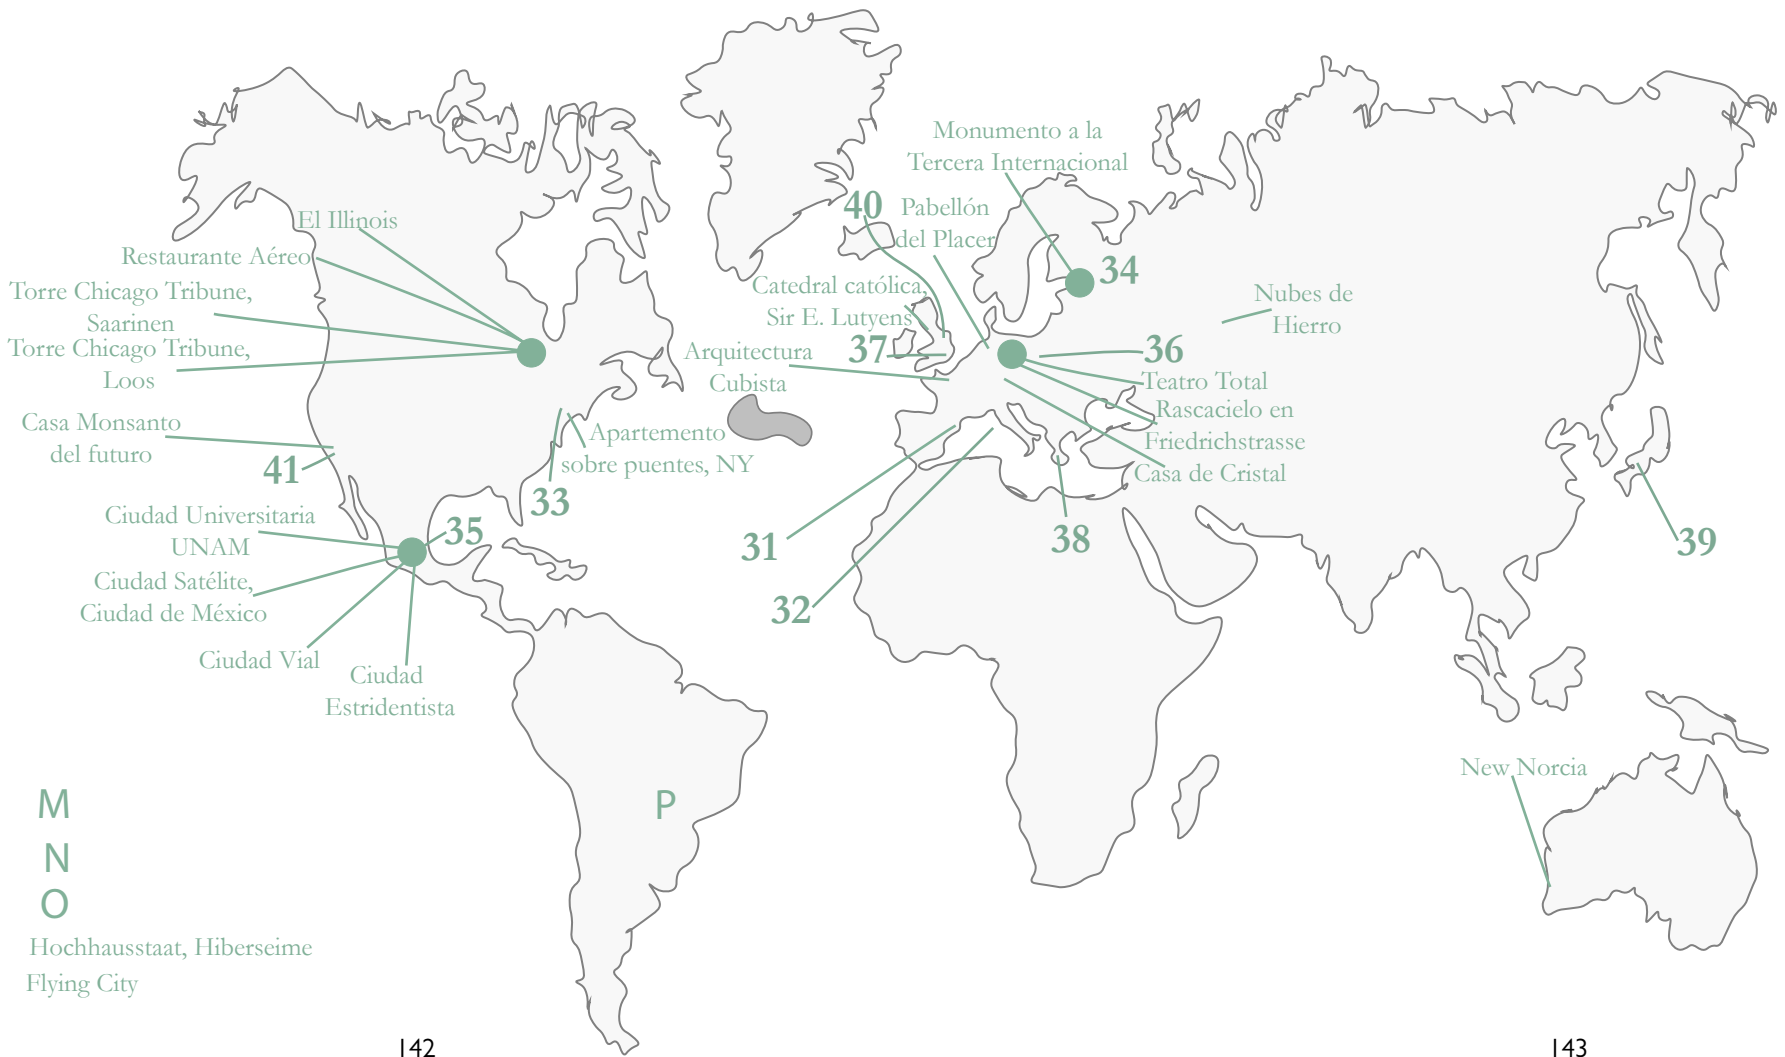 Monumento a la
Tercera Internacional
40
Pabellón
del Placer
El Illinois
Restaurante Aéreo
34
Torre Chicago Tribune,
Saarinen
Catedral católica,
Sir E. Lutyens
Nubes de
Hierro
Torre Chicago Tribune,
Loos
Arquitectura
Cubista
37
36
Teatro Total
Rascacielo en
Friedrichstrasse
Casa de Cristal
Casa Monsanto
del futuro
41
Apartemento
sobre puentes, NY
33
Ciudad Universitaria
UNAM
35
31
38
39
Ciudad Satélite,
Ciudad de México
32
Ciudad Vial
Ciudad
Estridentista
New Norcia
M
P
N
O
Hochhausstaat, Hiberseime
Flying City
142
143